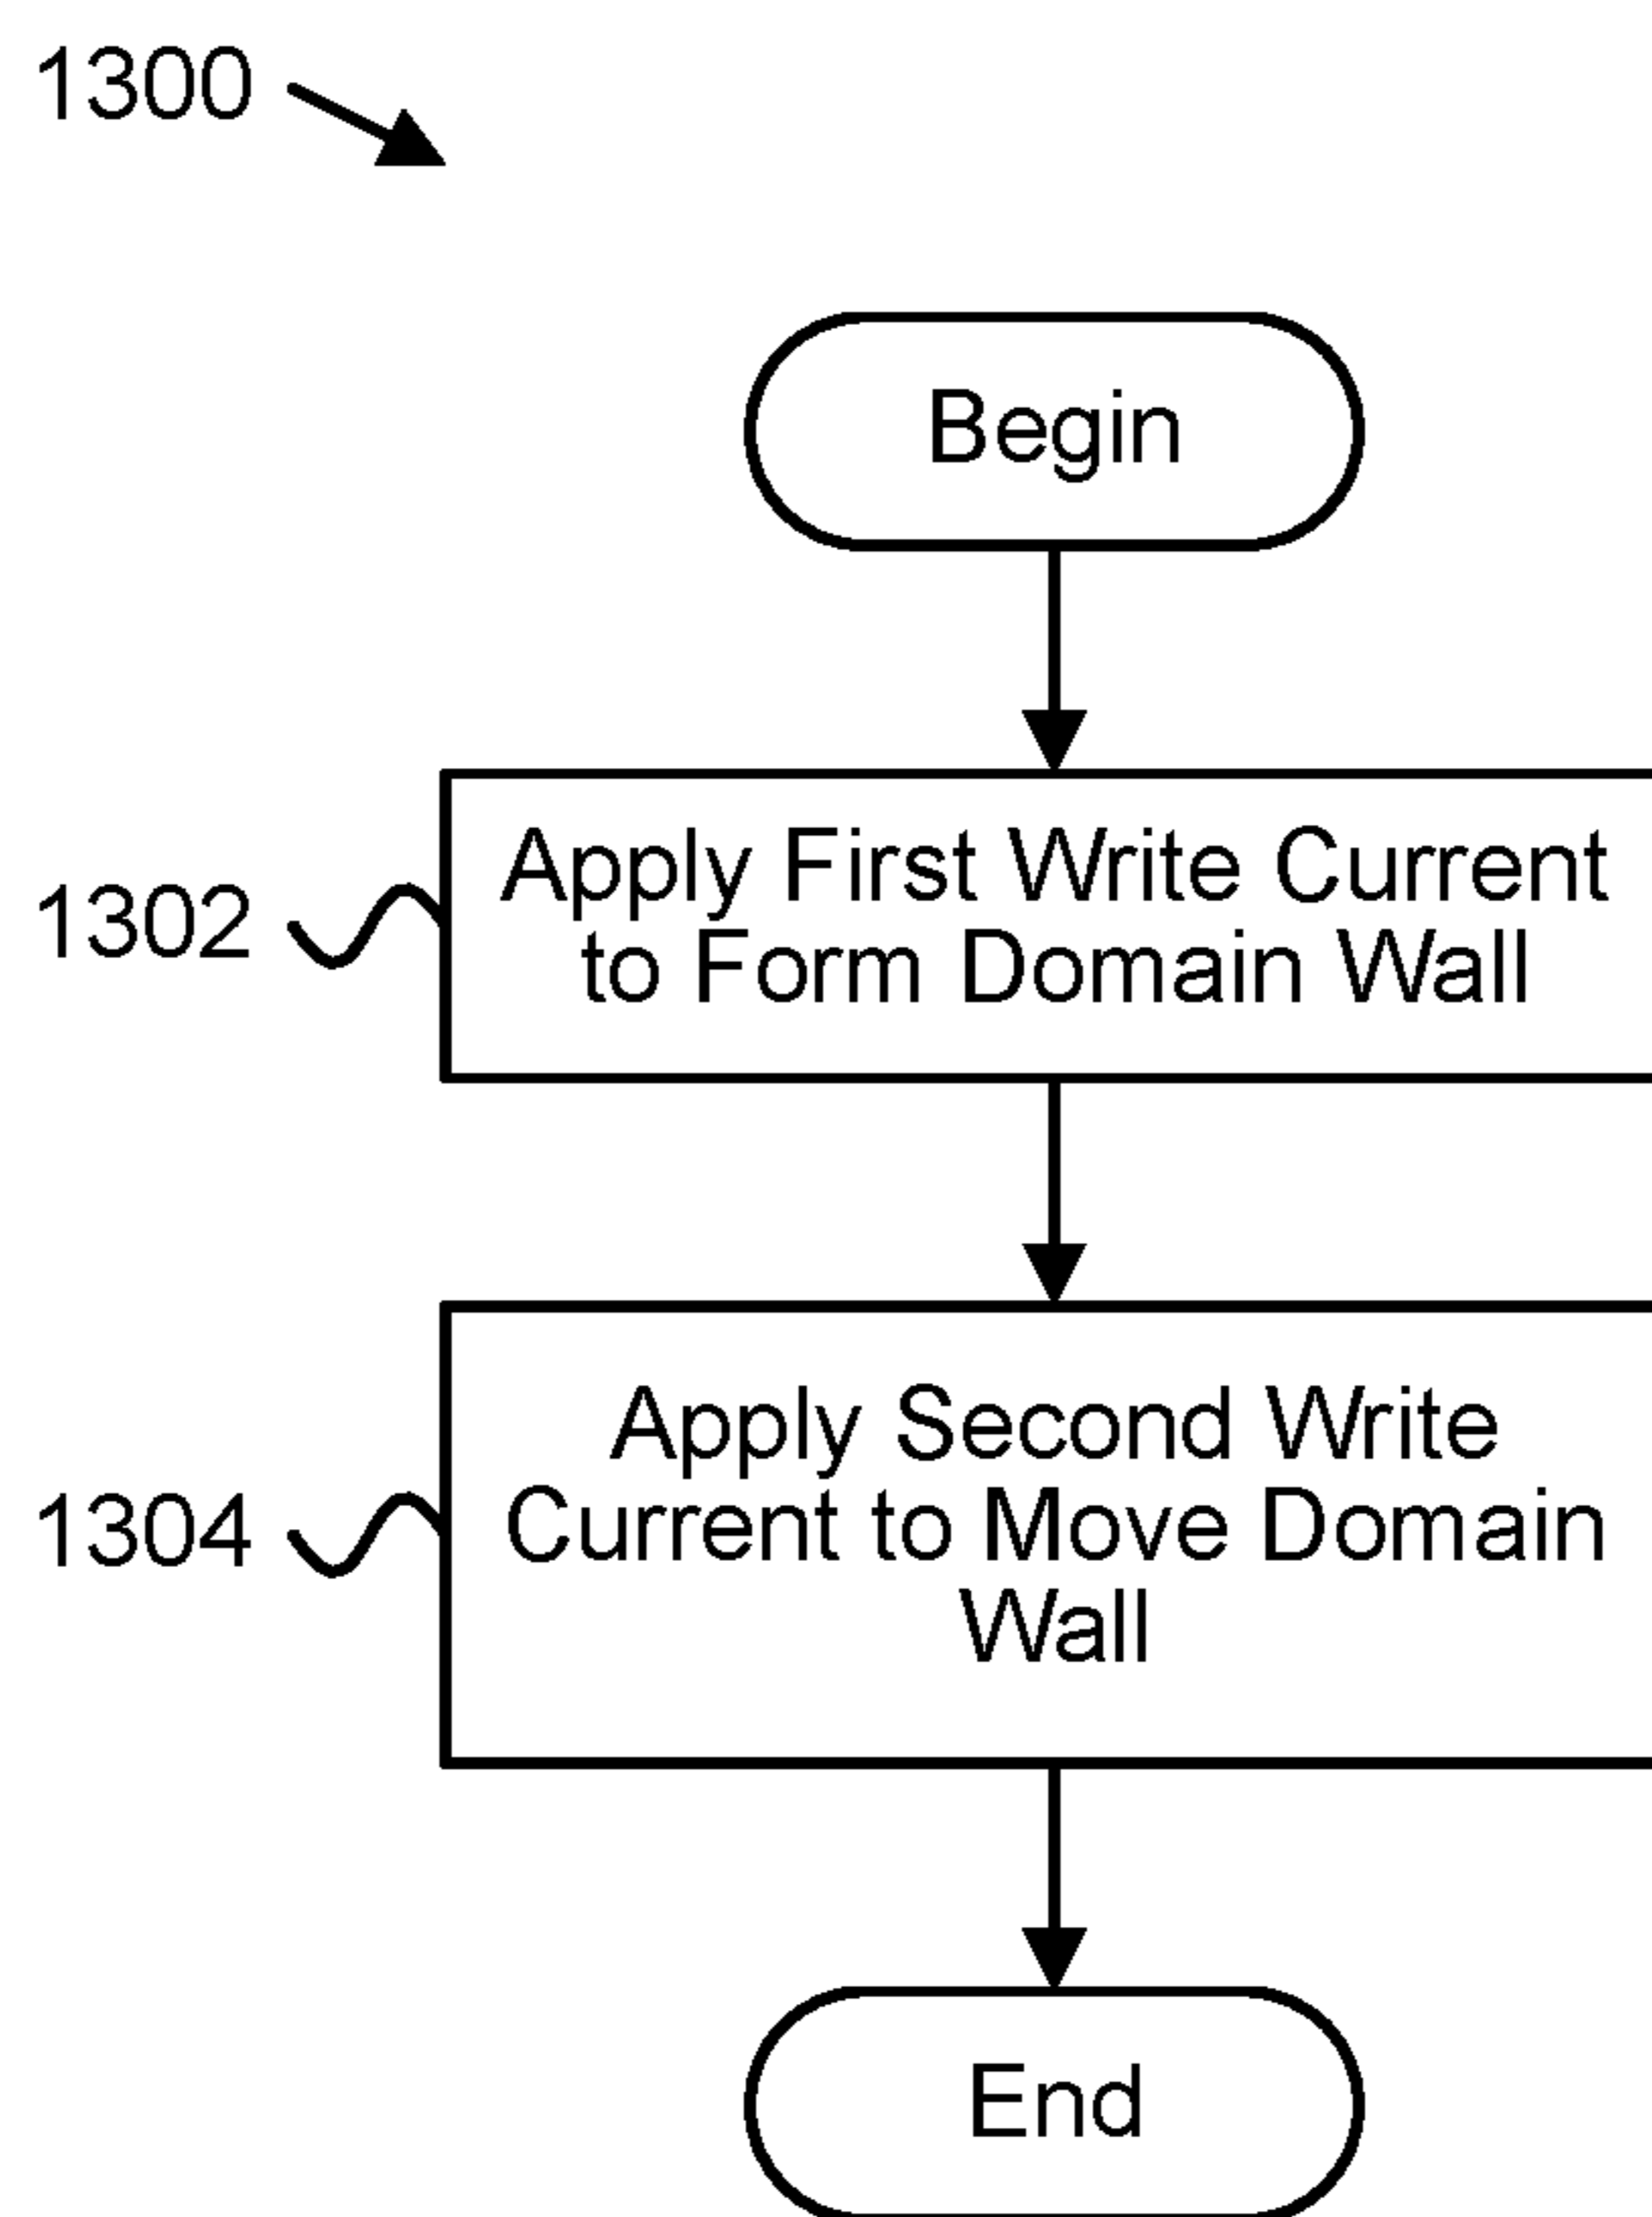 1300
Begin
1302
Apply First Write Current
to Form Domain Wall
1304
Apply Second Write
Current to Move Domain
Wall
End